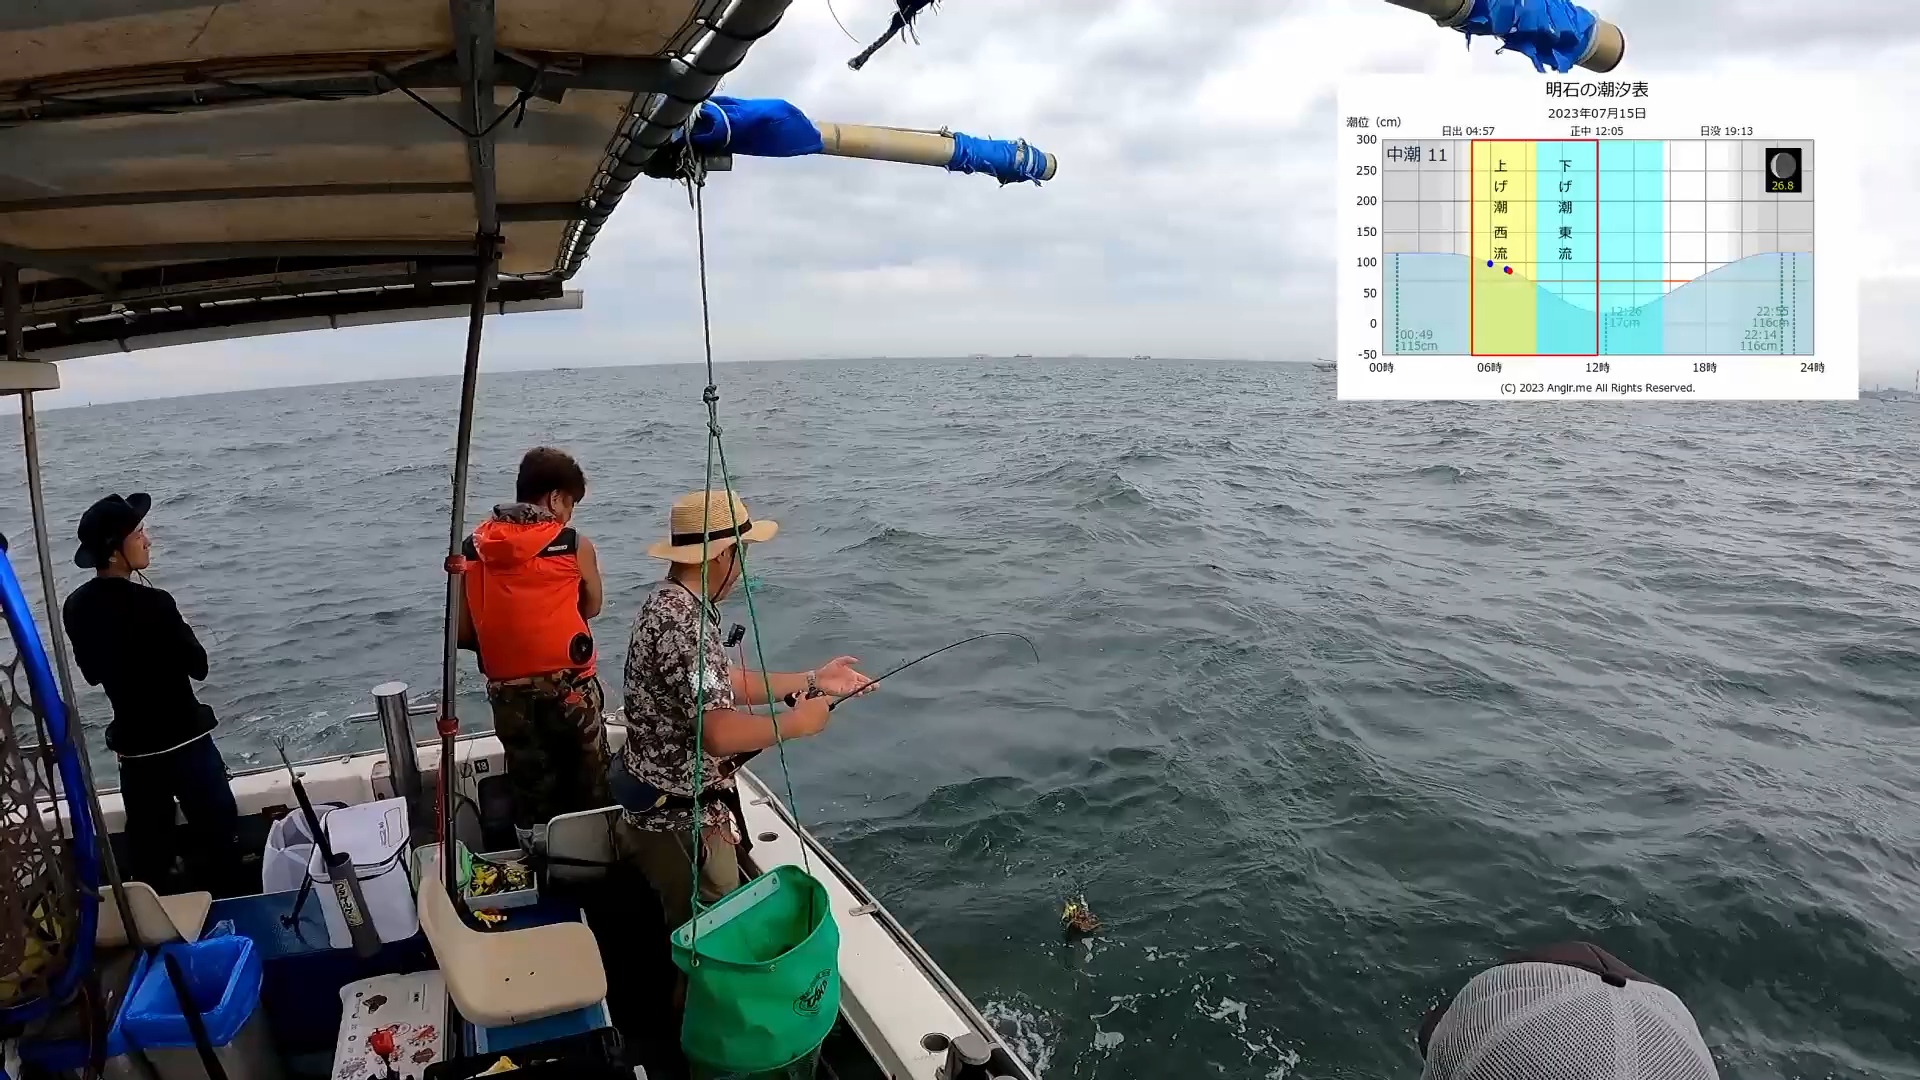 明石の潮汐表
2023年07月15日
潮位（cm）
日出 04:57
正中 12:05
日没 19:13
300
250
200
150
100
50
0
-50
中潮 11
上げ潮西流
下げ潮東流
26.8
00:49
115cm
12:26
17cm
22:55
116cm
22:14
116cm
00時
06時
12時
18時
24時
(C) 2023 Anglr.me All Rights Reserved.
13